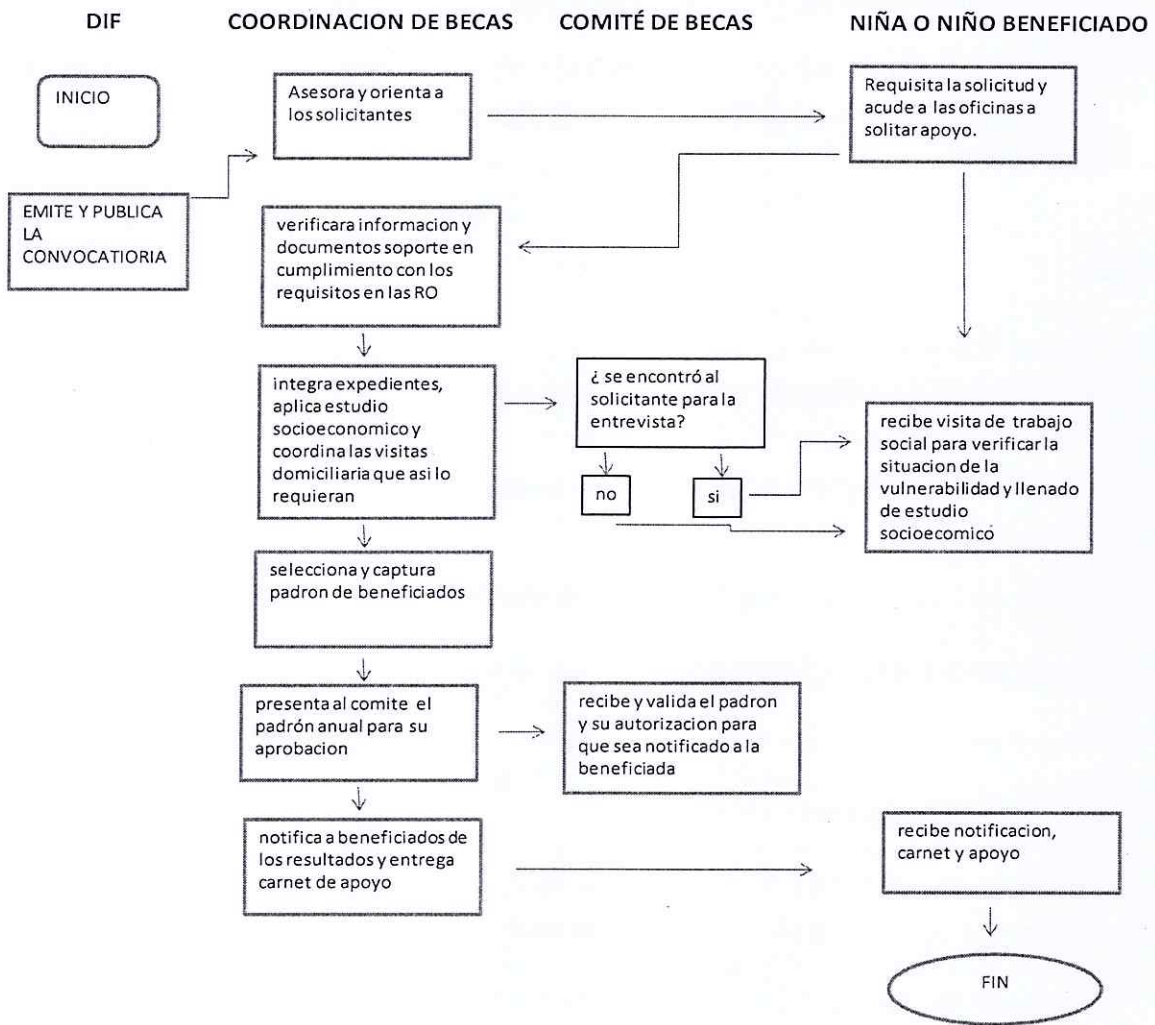 DIF
COORDINACION DE BECAS
COMITÉ DE BECAS
NIÑA O NIÑO BENEFICIADO
INICIO
EMITE Y PUBLICA
LA
CONVOCATIORIA
Asesora y orienta a
los solicitantes
Requisita la solicitud y
acude a las oficinas a
solitar apoyo.
verificara informacion y
documentos soporte en
cumplimiento con los
requisitos en las RO
integra expedientes,
aplica estudio
socioeconomico y
coordina las visitas
domiciliaria que asi lo
requieran
¿ se encontró al
solicitante para la
entrevista?
no
si
recibe visita de trabajo
social para verificar la
situacion de la
vulnerabilidad y llenado
de estudio
socioecomicó
selecciona y captura
padron de beneficiados
presenta al comite el
padrón anual para su
aprobacion
recibe y valida el padron
y su autorizacion para
que sea notificado a la
beneficiada
notifica a beneficiados de
los resultados y entrega
carnet de apoyo
recibe notificacion,
carnet y apoyo
FIN